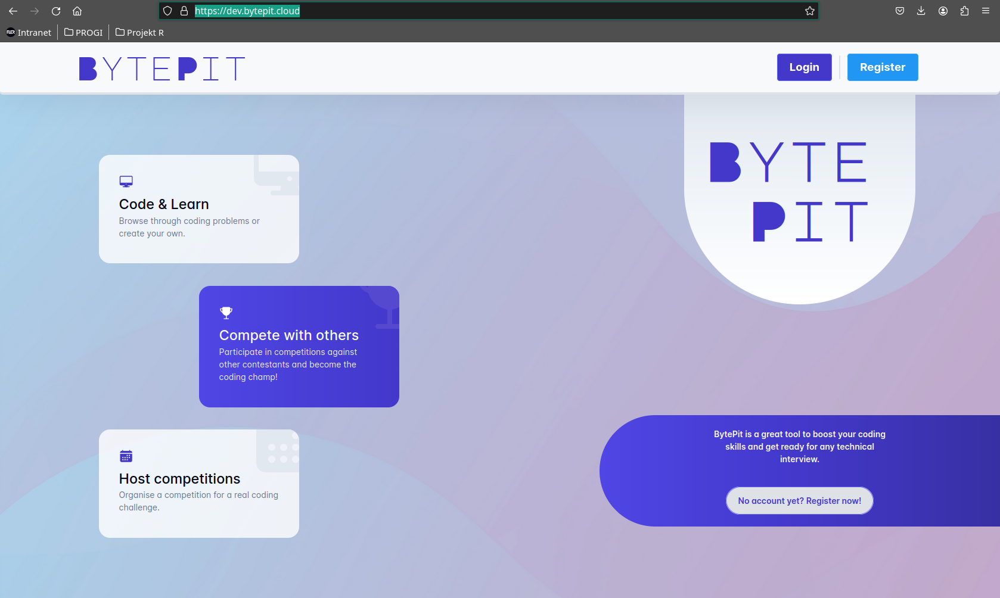 https://dev.bytepit.cloud
Intranet PROGI Projekt R
BYTEPIT Login Register
BYTE
PIT
Code & Learn
Browse through coding problems or
create your own.
Compete with others
Participate in competitions against
other contestants and become the
coding champ!
Host competitions
Organise a competition for a real coding
challenge.
BytePit is a great tool to boost your coding
skills and get ready for any technical
interview.
No account yet? Register now!